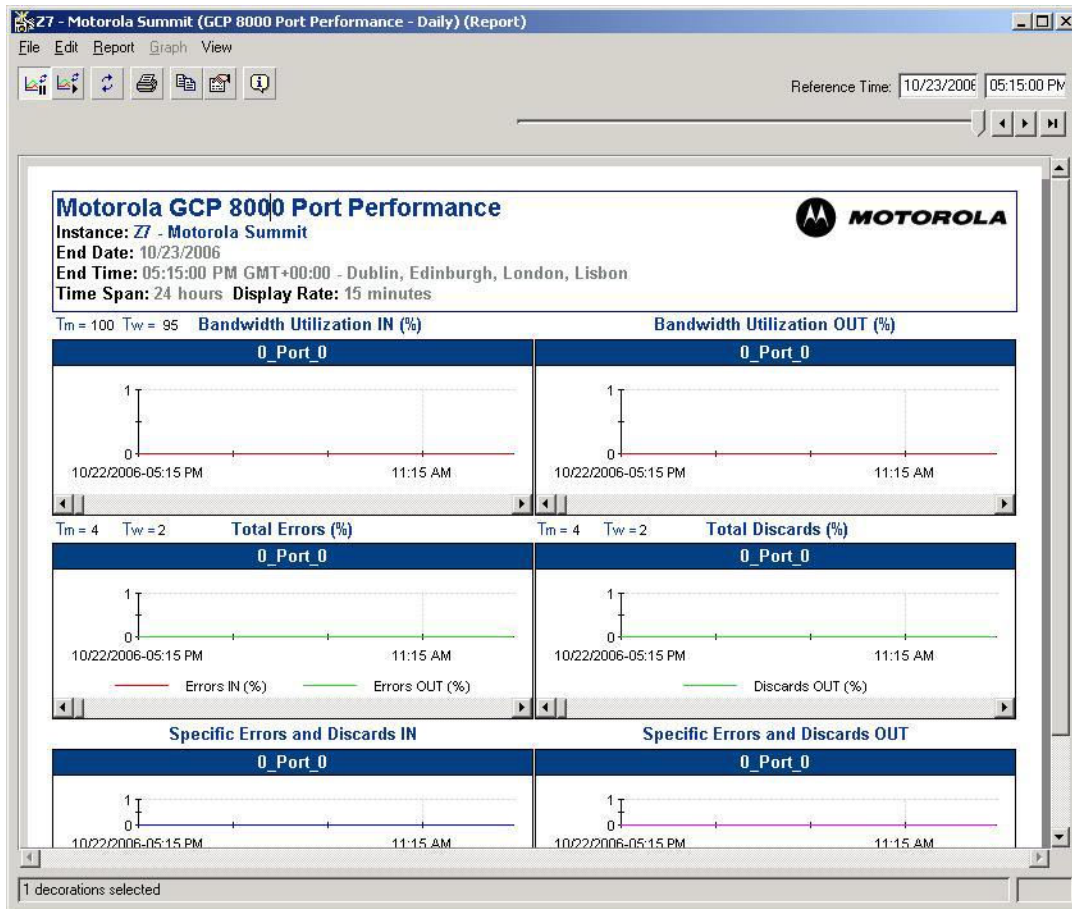 Z7 - Motorola Summit (GCP 8000 Port Performance - Daily) (Report)
File Edit Report Graph View
Reference Time: 10/23/2006 05:15:00 PM
Motorola GCP 8000 Port Performance
MOTOROLA
Instance: Z7 - Motorola Summit
End Date: 10/23/2006
End Time: 05:15:00 PM GMT+00:00 - Dublin, Edinburgh, London, Lisbon
Time Span: 24 hours Display Rate: 15 minutes
Tm = 100 Tw = 95 Bandwidth Utilization IN (%)
0_Port_0
1
0
10/22/2006-05:15 PM 11:15 AM
Bandwidth Utilization OUT (%)
0_Port_0
1
0
10/22/2006-05:15 PM 11:15 AM
Tm = 4 Tw = 2 Total Errors (%)
0_Port_0
1
0
10/22/2006-05:15 PM 11:15 AM
Errors IN (%) Errors OUT (%)
Tm = 4 Tw = 2 Total Discards (%)
0_Port_0
1
0
10/22/2006-05:15 PM 11:15 AM
Discards OUT (%)
Specific Errors and Discards IN
0_Port_0
1
0
10/22/2006-05:15 PM 11:15 AM
Specific Errors and Discards OUT
0_Port_0
1
0
10/22/2006-05:15 PM 11:15 AM
1 decorations selected